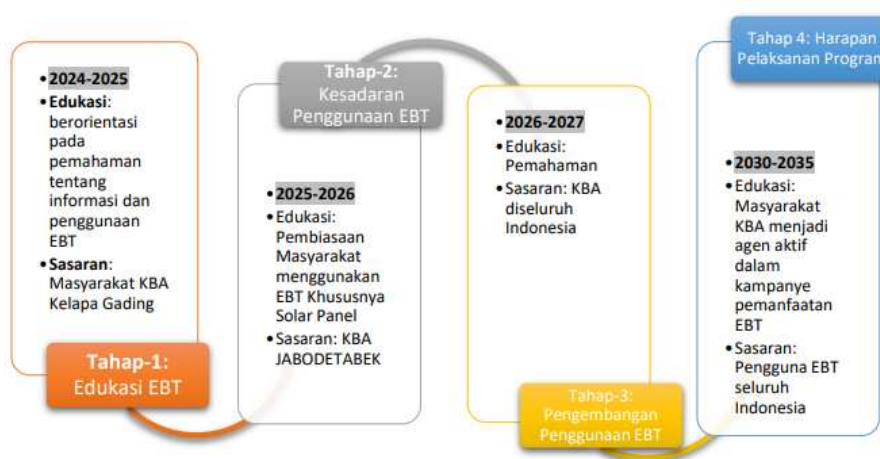 • 2024-2025
• Edukasi:
berorientasi
pada
pemahaman
tentang
informasi dan
penggunaan
EBT
• Sasaran:
Masyarakat KBA
Kelapa Gading
Tahap-1:
Edukasi EBT
Tahap-2:
Kesadaran
Penggunaan EBT
• 2025-2026
• Edukasi:
Pembiasaan
Masyarakat
menggunakan
EBT Khususnya
Solar Panel
• Sasaran: KBA
JABODETABEK
• 2026-2027
• Edukasi:
Pemahaman
• Sasaran: KBA
diseluruh
Indonesia
Tahap-3:
Pengembangan
Penggunaan EBT
Tahap 4: Harapan
Pelaksanan Program
• 2030-2035
• Edukasi:
Masyarakat
KBA menjadi
agen aktif
dalam
kampanye
pemanfaatan
EBT
• Sasaran:
Pengguna EBT
seluruh
Indonesia